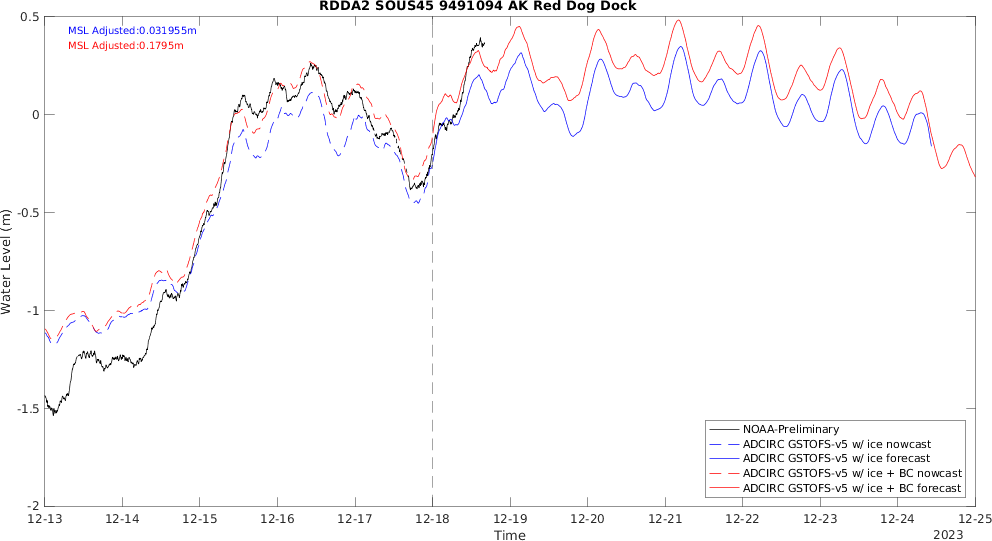 RDDA2 SOUS45 9491094 AK Red Dog Dock
MSL Adjusted:0.031955m
MSL Adjusted:0.1795m
0.5
0
-0.5
-1
-1.5
-2
Water Level (m)
12-13 12-14 12-15 12-16 12-17 12-18 12-19 12-20 12-21 12-22 12-23 12-24 12-25
Time
2023
NOAA-Preliminary
ADCIRC GSTOFS-v5 w/ ice nowcast
ADCIRC GSTOFS-v5 w/ ice forecast
ADCIRC GSTOFS-v5 w/ ice + BC nowcast
ADCIRC GSTOFS-v5 w/ ice + BC forecast